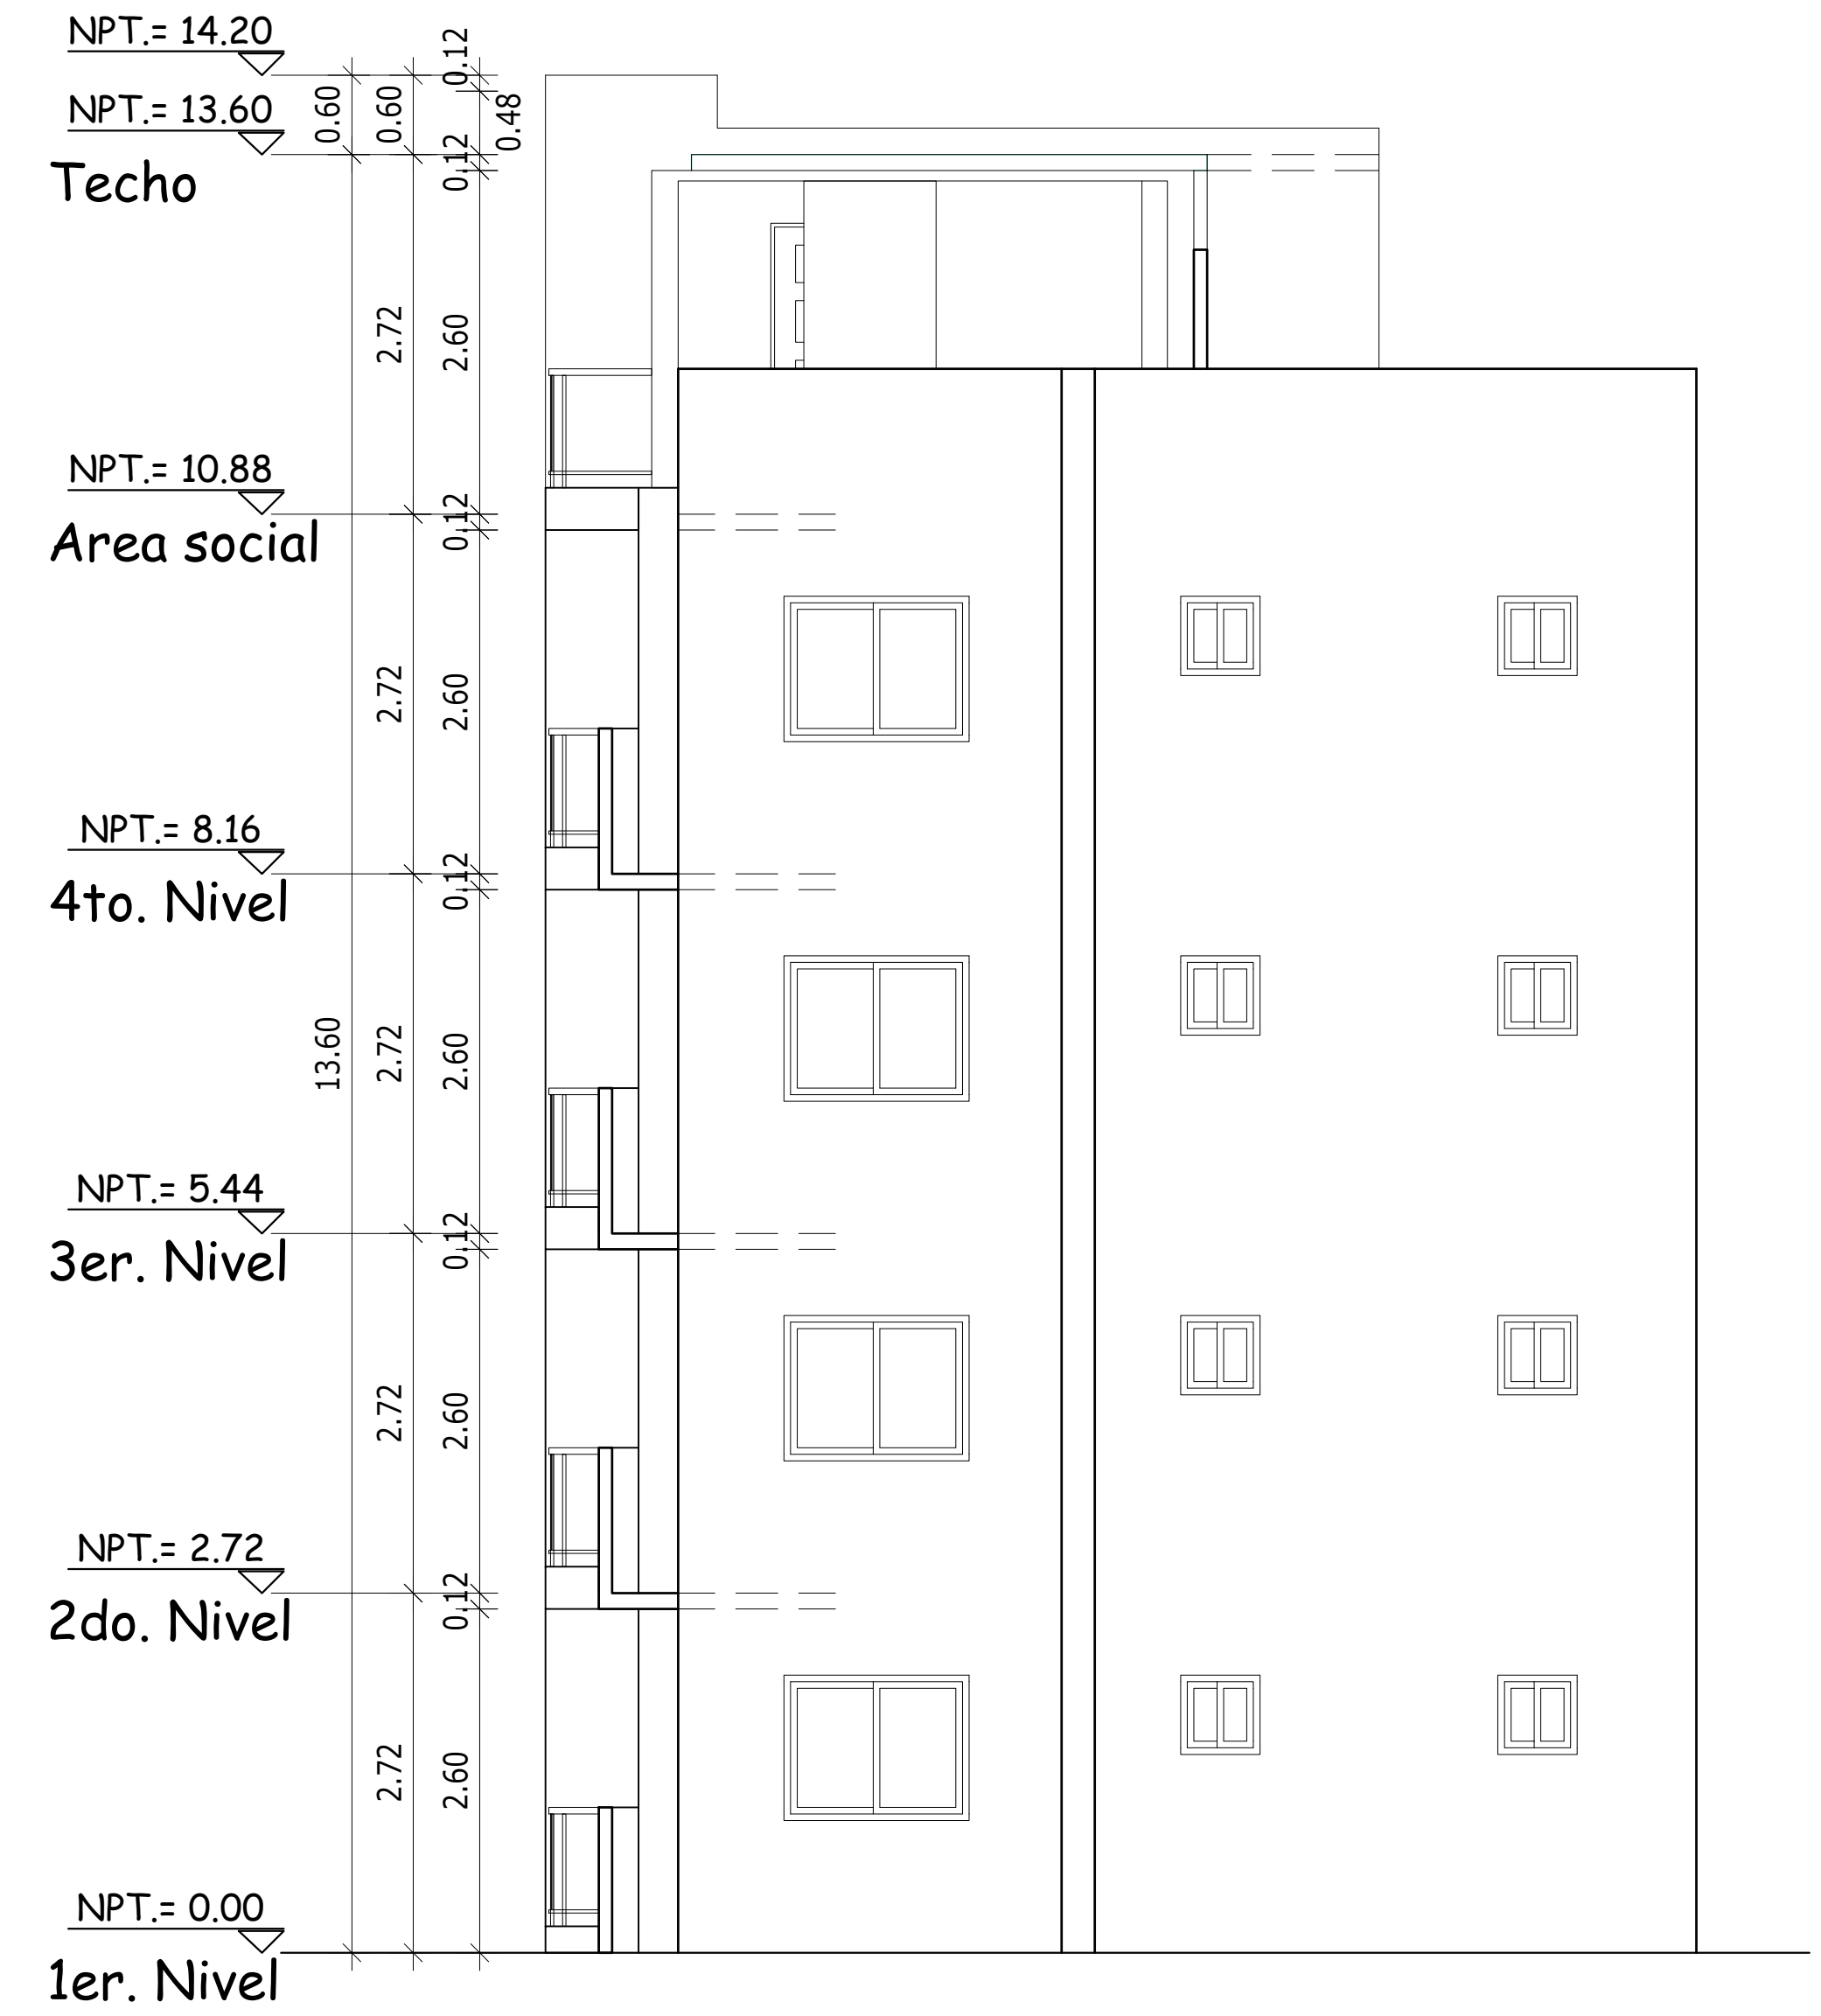 NPT.= 14.20
0.12
0.60
0.60
0.48
NPT.= 13.60
Techo
0.12
2.72
2.60
NPT.= 10.88
Area social
0.12
2.72
2.60
NPT.= 8.16
4to. Nivel
0.12
13.60
2.72
2.60
NPT.= 5.44
3er. Nivel
0.12
2.72
2.60
NPT.= 2.72
2do. Nivel
0.12
2.72
2.60
NPT.= 0.00
1er. Nivel